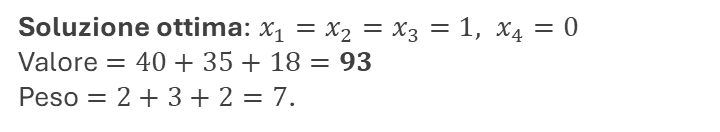 Soluzione ottima: x₁ = x₂ = x₃ = 1, x₄ = 0
Valore = 40 + 35 + 18 = 93
Peso = 2 + 3 + 2 = 7.